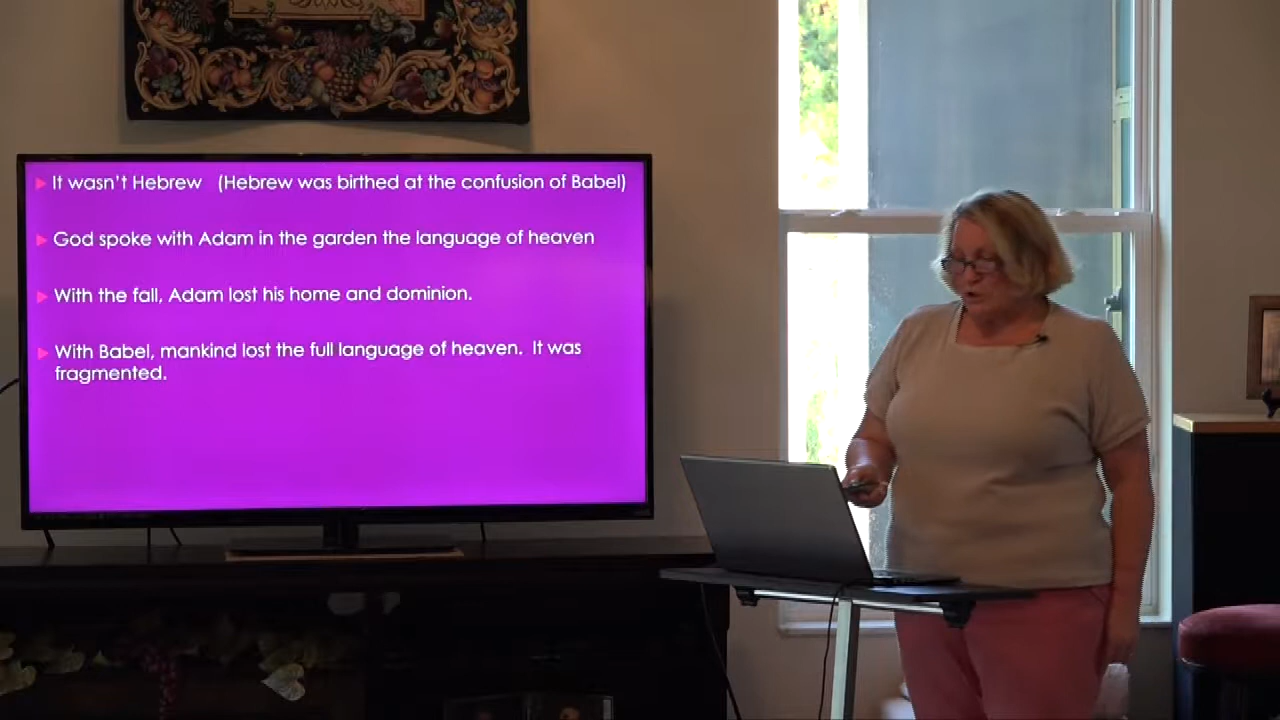 It wasn't Hebrew (Hebrew was birthed at the confusion of Babel)
God spoke with Adam in the garden the language of heaven
With the fall, Adam lost his home and dominion.
With Babel, mankind lost the full language of heaven. It was
fragmented.